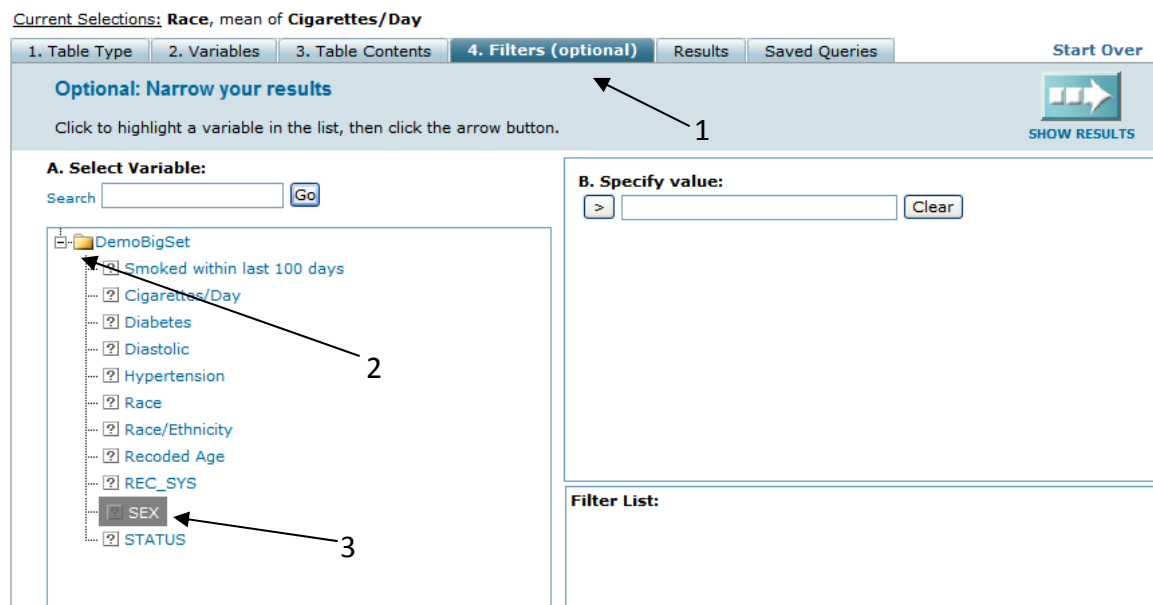 Current Selections: Race, mean of Cigarettes/Day
1. Table Type 2. Variables 3. Table Contents 4. Filters (optional) Results Saved Queries Start Over
Optional: Narrow your results
Click to highlight a variable in the list, then click the arrow button.
1
SHOW RESULTS
A. Select Variable:
Search Go
DemoBigSet
? Smoked within last 100 days
? Cigarettes/Day
? Diabetes
? Diastolic
? Hypertension
? Race
? Race/Ethnicity
? Recoded Age
? REC_SYS
? SEX
? STATUS
2
3
B. Specify value:
> Clear
Filter List: